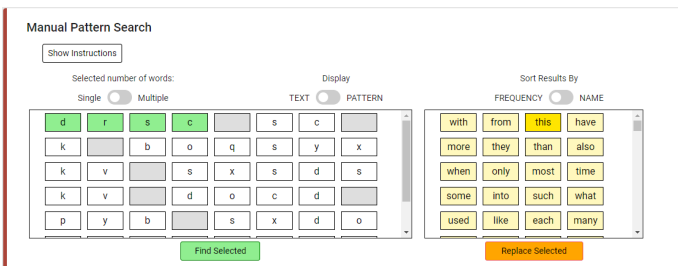 Manual Pattern Search
Show Instructions
Selected number of words: Display Sort Results By
Single Multiple TEXT PATTERN FREQUENCY NAME
d r s c s c with from this have
k b o q s y x more they than also
k v s x s d s when only most time
k v d o c d some into such what
p y b s x d o used like each many
Find Selected Replace Selected